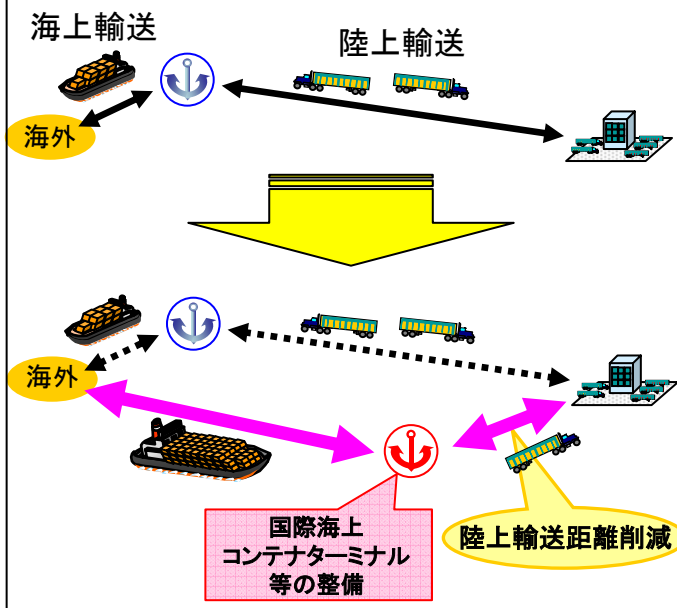 海上輸送
陸上輸送
海外
海外
国際海上
コンテナターミナル
等の整備
陸上輸送距離削減